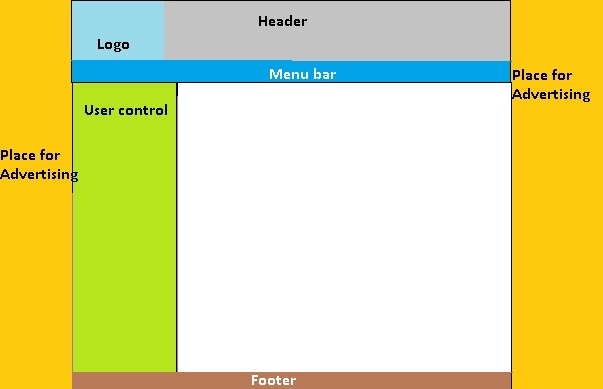 Header
Logo
Menu bar
Place for
Advertising
User control
Place for
Advertising
Footer